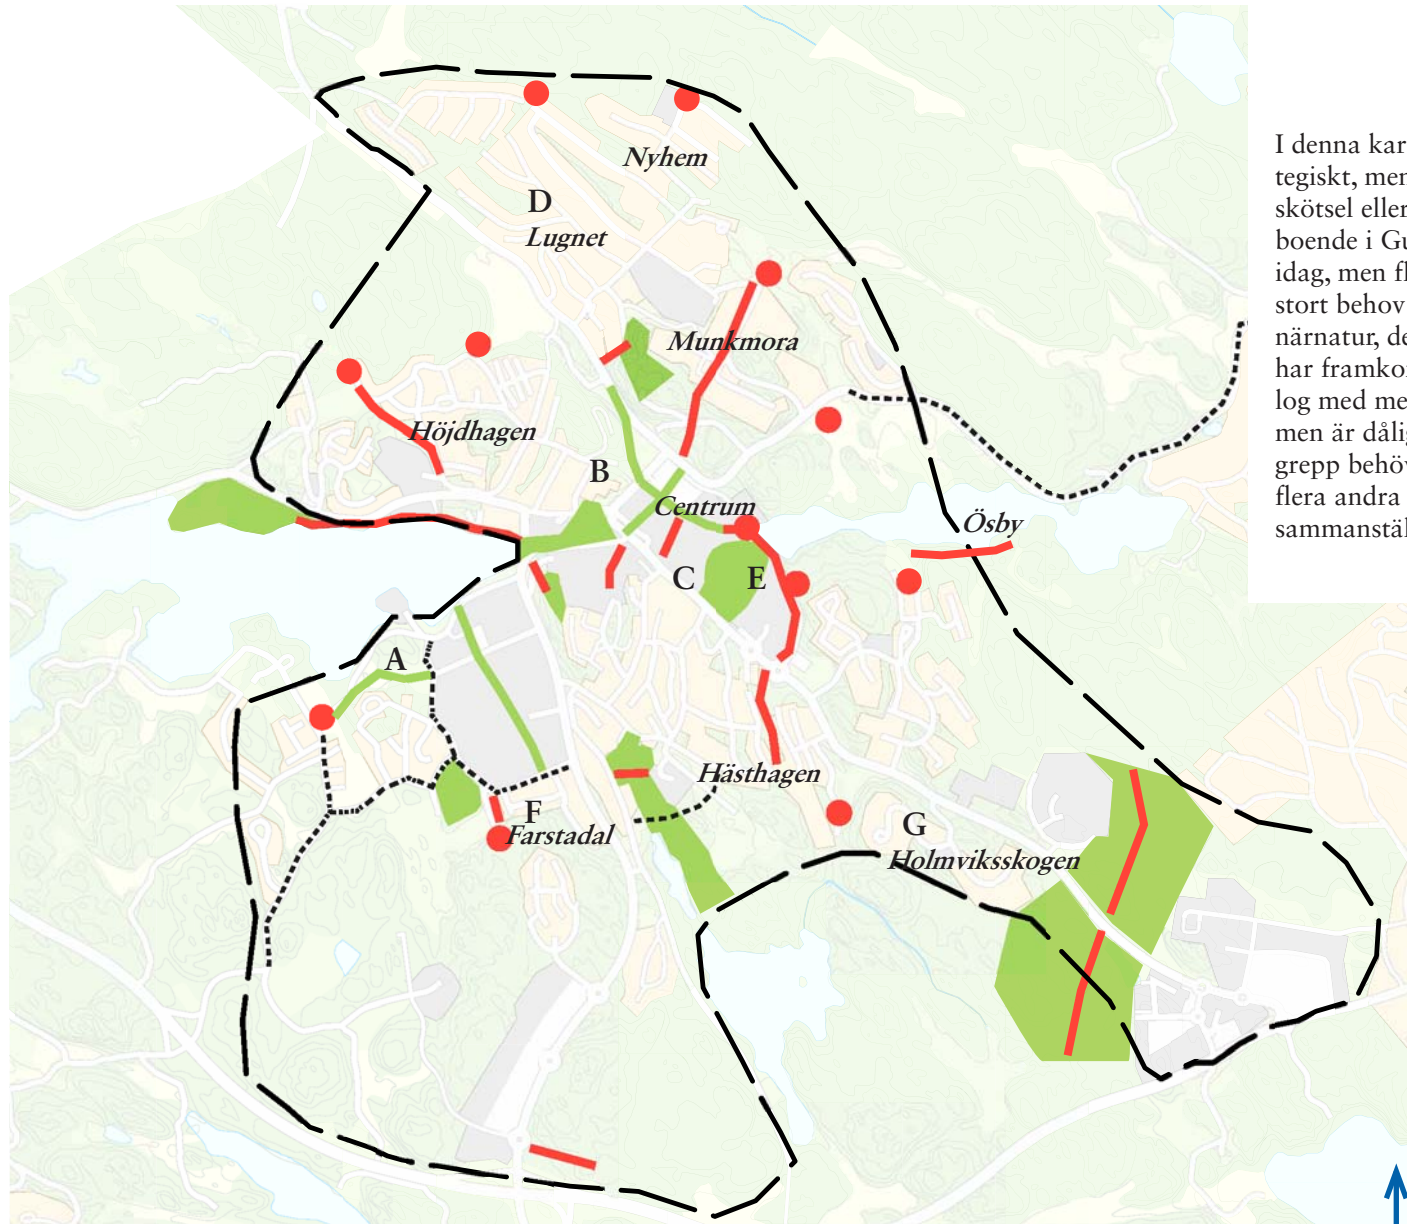 Nyhem
D
Lugnet
Munkmora
Höjdhagen
B
Centrum
Ösby
C
E
A
Hästhagen
F
Farstadal
G
Holmviksskogen
I denna kar
tegiskt, men
skötsel eller
boende i Gu
idag, men fl
stort behov
närnatur, de
har framko
log med me
men är dålig
grepp behöv
flera andra
sammanstäl